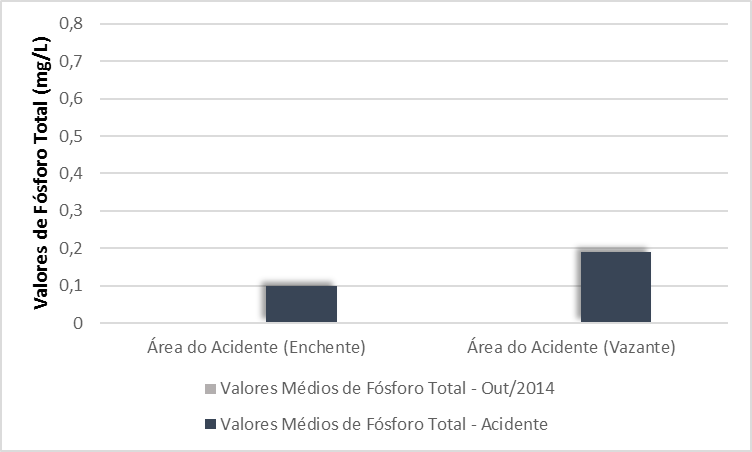 Valores de Fósforo Total (mg/L)
0,8
0,7
0,6
0,5
0,4
0,3
0,2
0,1
0
Área do Acidente (Enchente)
Área do Acidente (Vazante)
Valores Médios de Fósforo Total - Out/2014
Valores Médios de Fósforo Total - Acidente